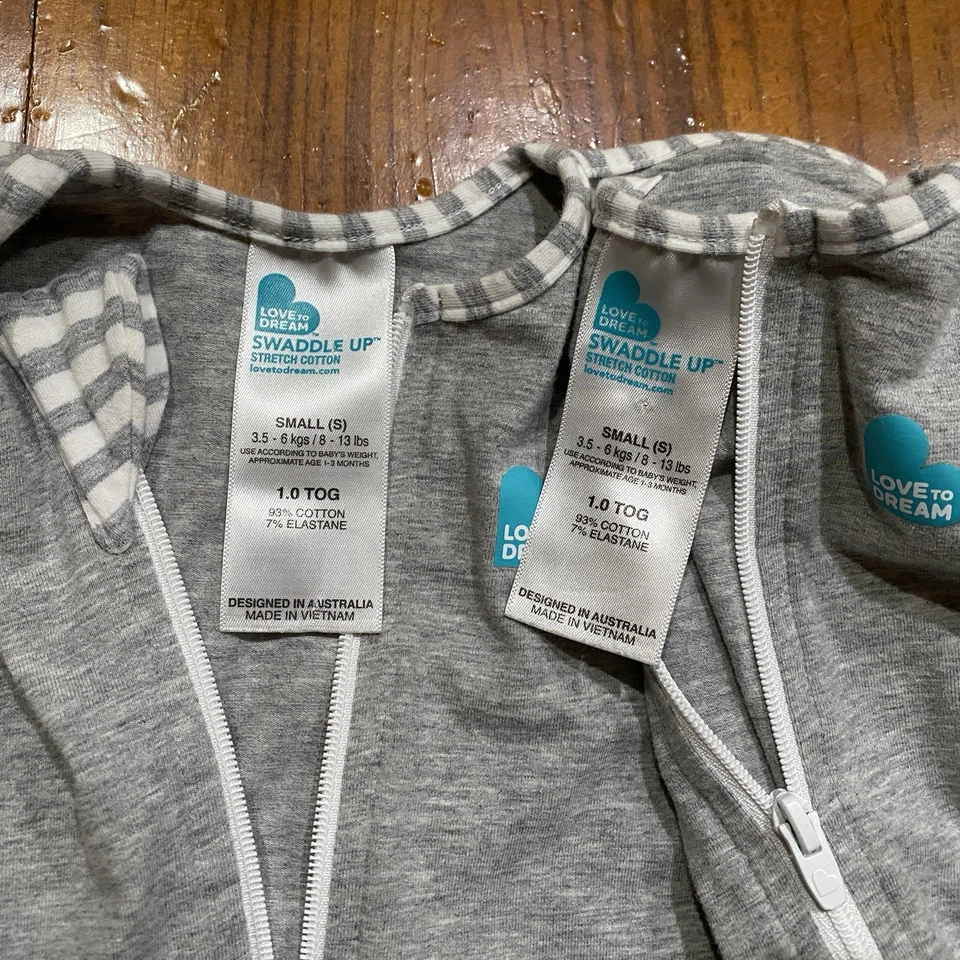 LOVE TO
DREAM™
SWADDLE UP™
STRETCH COTTON
lovetodream.com
SMALL (S)
3.5 - 6 kgs / 8 - 13 lbs
USE ACCORDING TO BABY'S WEIGHT,
APPROXIMATE AGE 1-3 MONTHS
1.0 TOG
93% COTTON
7% ELASTANE
DESIGNED IN AUSTRALIA
MADE IN VIETNAM
LO
DR
LOVE TO
DREAM™
SWADDLE UP™
STRETCH COTTON
lovetodream.com
SMALL (S)
3.5 - 6 kgs / 8 - 13 lbs
USE ACCORDING TO BABY'S WEIGHT,
APPROXIMATE AGE 1-3 MONTHS
1.0 TOG
93% COTTON
7% ELASTANE
DESIGNED IN AUSTRALIA
MADE IN VIETNAM
LOVE TO
DREAM